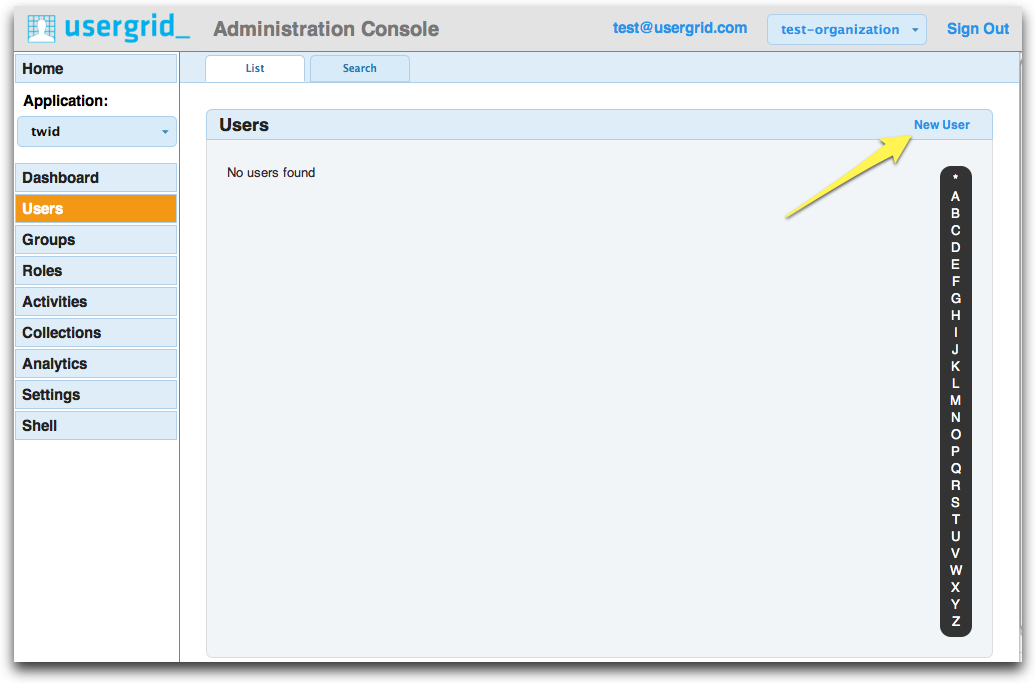 usergrid_ Administration Console test@usergrid.com test-organization Sign Out
Home
Application:
twid
Dashboard
Users
Groups
Roles
Activities
Collections
Analytics
Settings
Shell
List Search
Users New User
No users found
*
A
B
C
D
E
F
G
H
I
J
K
L
M
N
O
P
Q
R
S
T
U
V
W
X
Y
Z